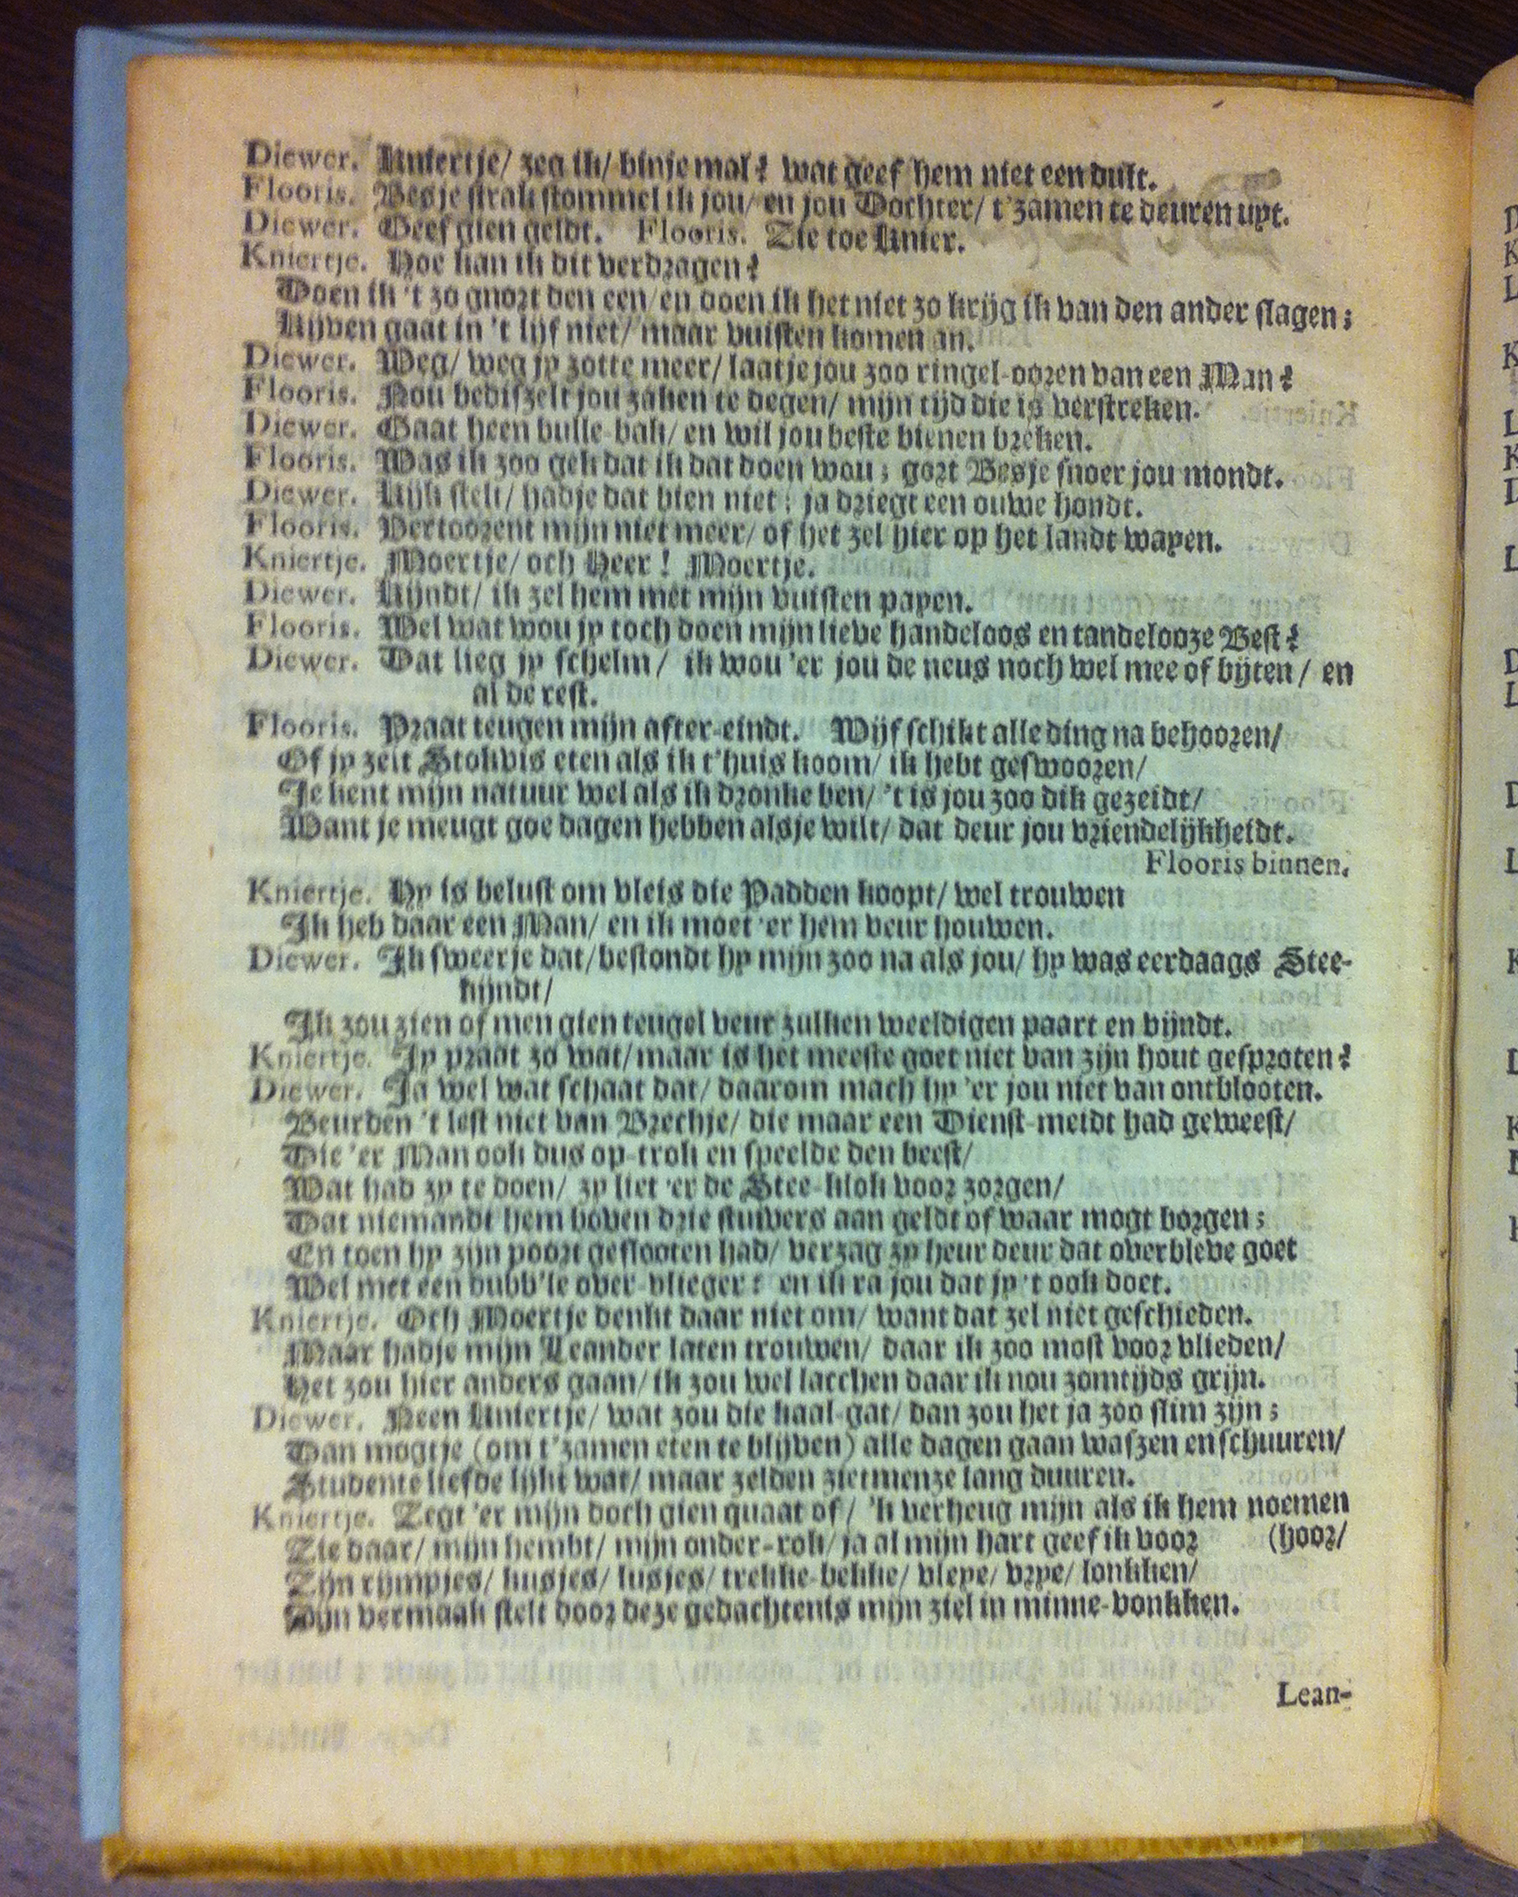 Diewer. Kniertje/ zeg ik/ binje mal? wat geef hem niet een duit.
Flooris. Besje strak stommel ik jou/ en jou Dochter/ t'zamen te deuren uyt.
Diewer. Geef gien geldt. Flooris. Zie toe Knier.
Kniertje. Hoe kan ik dit verdragen?
Doen ik 't zo gnort den een/ en doen ik het niet zo krijg ik van den ander slagen;
Kijven gaat in 't lijf niet/ maar vuisten komen an.
Diewer. Weg/ weg jy zotte meer/ laatje jou zoo ringel-ooren van een Man?
Flooris. Nou bediszelt jou zaken te degen/ mijn tijd die is verstreken.
Diewer. Gaat heen bulle-bak/ en wil jou beste bienen breken.
Flooris. Was ik zoo gek dat ik dat doen wou; gort Besje snoer jou mondt.
Diewer. Kijk stelt/ hadje dat bien niet: ja driegt een ouwe hondt.
Flooris. Vertoorent mijn niet meer/ of het zel hier op het landt wayen.
Kniertje. Moertje/ och Heer! Moertje.
Diewer. Kijndt/ ik zel hem met mijn vuisten payen.
Flooris. Wel wat wou jy toch doen mijn lieve handeloos en tandelooze Best?
Diewer. Dat lieg jy schelm/ ik wou 'er jou de neus noch wel mee of bijten/ en
al de rest.
Flooris. Praat teugen mijn after-eindt. Wijf schikt alle ding na behooren/
Of jy zelt Stokvis eten als ik t'huis koom/ ik hebt geswooren/
Je kent mijn natuur wel als ik dronke ben/ 't is jou zoo dik gezeidt/
Want je meugt goe dagen hebben alsje wilt/ dat deur jou vriendelijkheidt.
Flooris binnen.
Kniertje. Hy is belust om vleis die Padden koopt/ wel trouwen
Ik heb daar een Man/ en ik moet 'er hem veur houwen.
Diewer. Ik sweerje dat/ bestondt hy mijn zoo na als jou/ hy was eerdaags Stee-
kijndt/
Ik zou zien of men gien teugel veur zulken weeldigen paart en vijndt.
Kniertje. Jy praat zo wat/ maar is het meeste goet niet van zijn hout gesproten?
Diewer. Ja wel wat schaat dat/ daarom mach hy 'er jou niet van ontblooten.
Beurden 't lest niet van Brechje/ die maar een Dienst-meidt had geweest/
Die 'er Man ook dus op-trok en speelde den beest/
Wat had zy te doen/ zy liet 'er de Stee-klok voor zorgen/
Dat niemandt hem boven drie stuivers aan geldt of waar mogt borgen;
En toen hy zijn poort geslooten had/ verzag zy heur deur dat overbleve goet
Wel met een dubb'le over-vlieger: en ik ra jou dat jy 't ook doet.
Kniertje. Och Moertje denkt daar niet om/ want dat zel niet geschieden.
Maar hadje mijn Leander laten trouwen/ daar ik zoo most voor vlieden/
Het zou hier anders gaan/ ik zou wel lacchen daar ik nou zomtijds grijn.
Diewer. Neen Kniertje/ wat zou die kaal-gat/ dan zou het ja zoo slim zijn;
Dan mogtje (om t'zamen eten te blijven) alle dagen gaan waszen en schuuren/
Studente liefde lijkt wat/ maar zelden zietmenze lang duuren.
Kniertje. Zegt 'er mijn doch gien quaat of/ 'k verheug mijn als ik hem noemen
Zie daar/ mijn hembt/ mijn onder-rok/ ja al mijn hart geef ik voor (hoor/
Zijn rijmpjes/ kusjes/ lusjes/ trekke-bekke/ vleye/ vrye/ lonkken/
Mijn vermaak stelt door deze gedachtenis mijn ziel in minne-vonkken.
Lean-